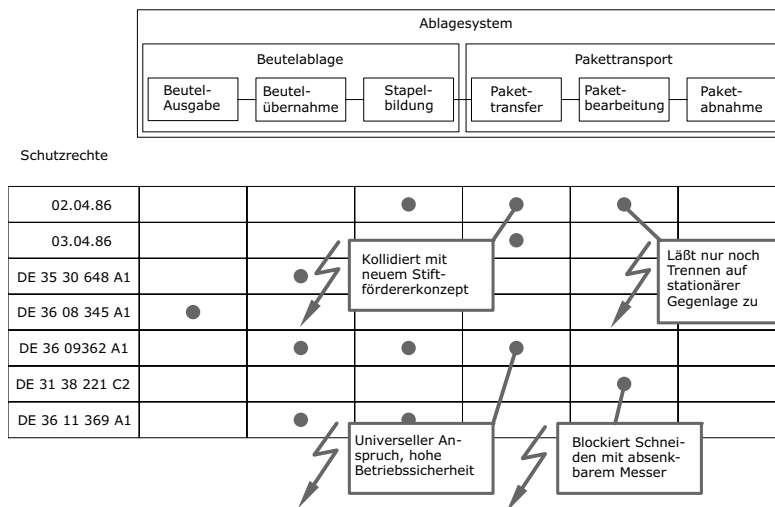 Ablagesystem
Beutelablage
Pakettransport
Beutel-
Ausgabe
Beutel-
übernahme
Stapel-
bildung
Paket-
transfer
Paket-
bearbeitung
Paket-
abnahme
Schutzrechte
02.04.86
03.04.86
Kollidiert mit
neuem Stift-
fördererkonzept
Läßt nur noch
Trennen auf
stationärer
Gegenlage zu
DE 35 30 648 A1
DE 36 08 345 A1
DE 36 09362 A1
DE 31 38 221 C2
DE 36 11 369 A1
Universeller An-
spruch, hohe
Betriebssicherheit
Blockiert Schnei-
den mit absenk-
barem Messer